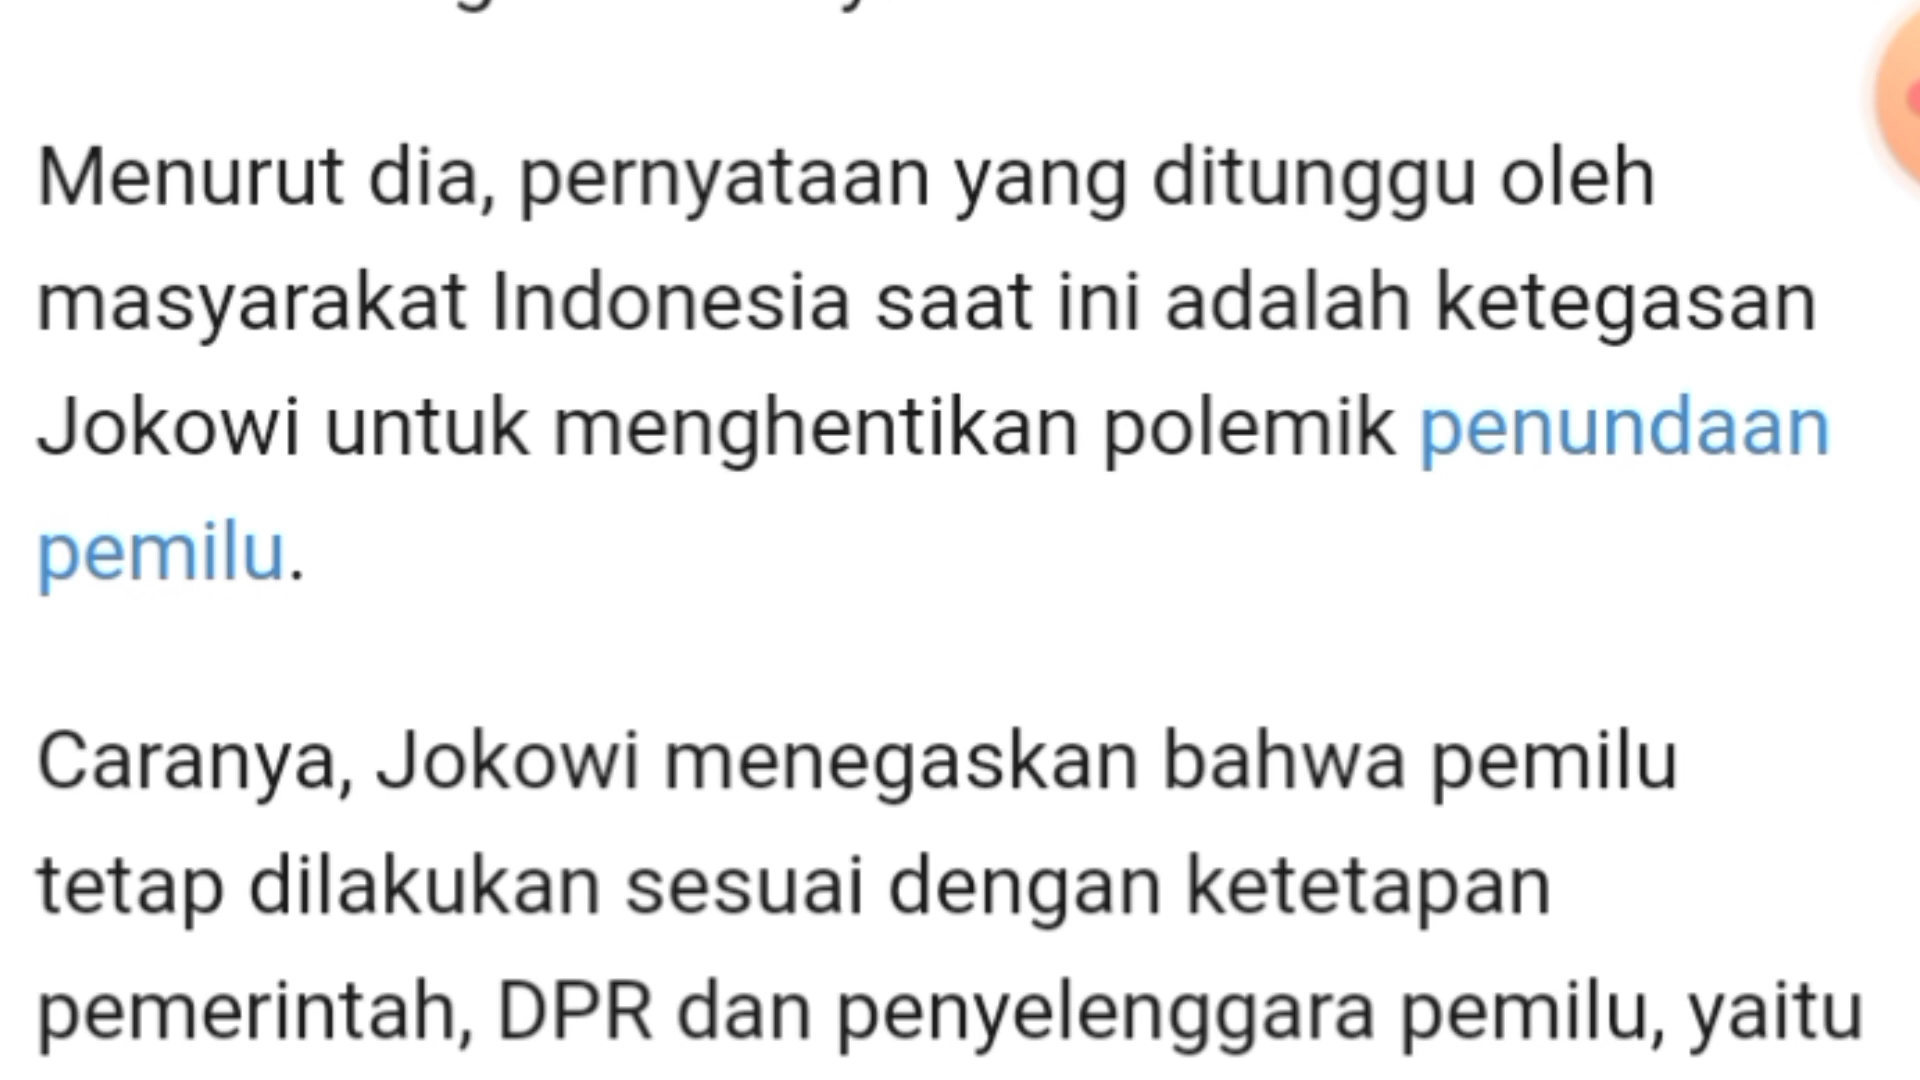 Menurut dia, pernyataan yang ditunggu oleh
masyarakat Indonesia saat ini adalah ketegasan
Jokowi untuk menghentikan polemik penundaan
pemilu.
Caranya, Jokowi menegaskan bahwa pemilu
tetap dilakukan sesuai dengan ketetapan
pemerintah, DPR dan penyelenggara pemilu, yaitu